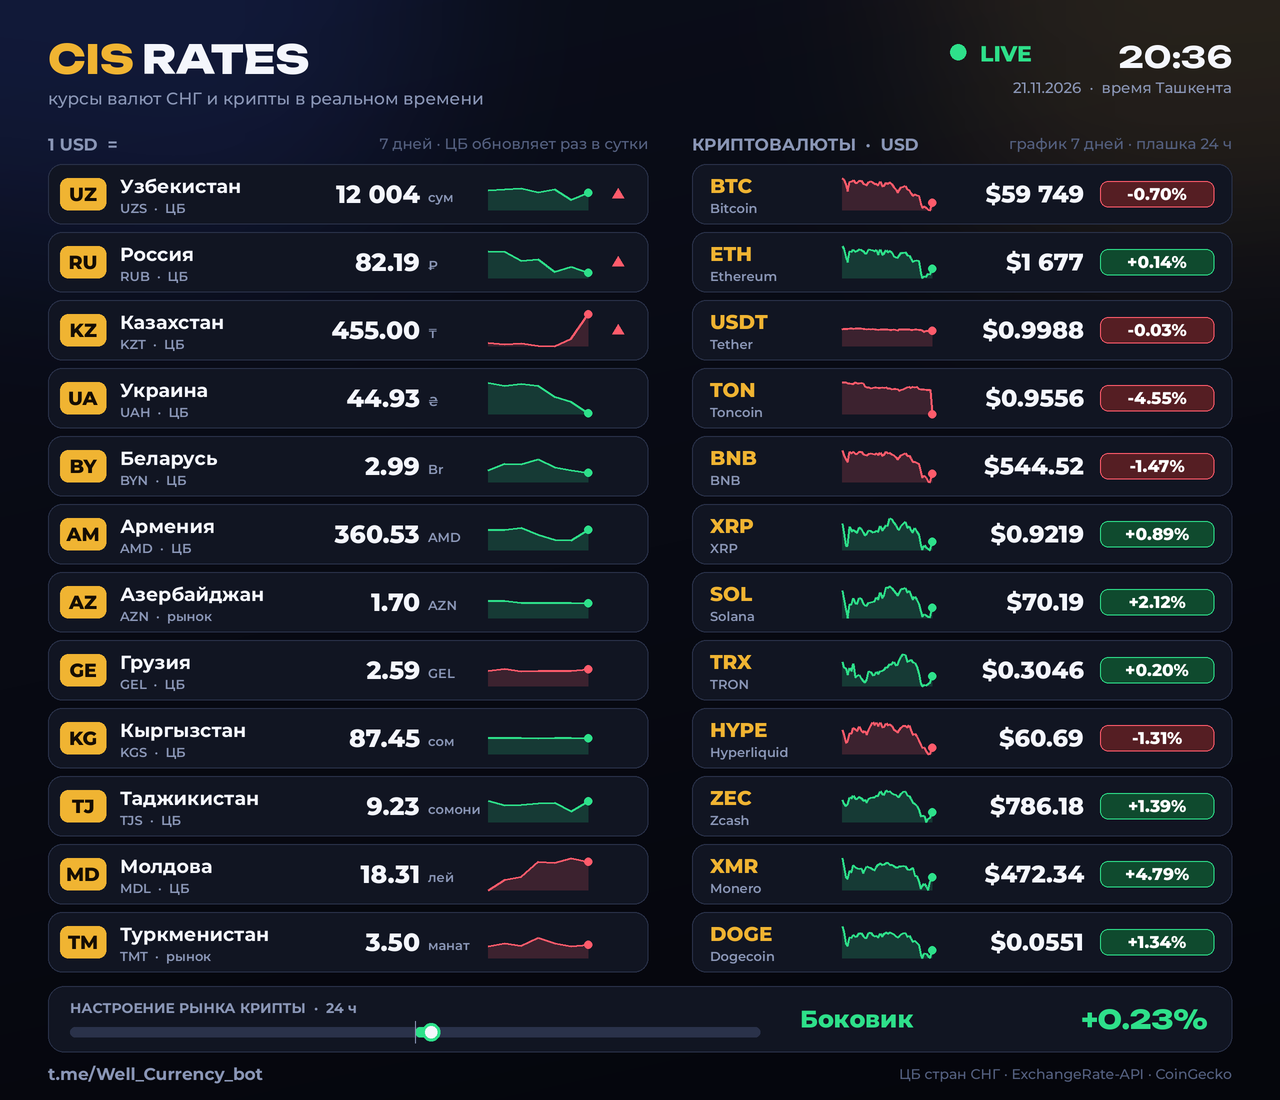 CIS RATES
курсы валют СНГ и крипты в реальном времени
LIVE 20:36
21.11.2026 · время Ташкента
1 USD = 7 дней · ЦБ обновляет раз в сутки
UZ Узбекистан 12 004 сум
UZS · ЦБ
RU Россия 82.19 ₽
RUB · ЦБ
KZ Казахстан 455.00 ₸
KZT · ЦБ
UA Украина 44.93 ₴
UAH · ЦБ
BY Беларусь 2.99 Br
BYN · ЦБ
AM Армения 360.53 AMD
AMD · ЦБ
AZ Азербайджан 1.70 AZN
AZN · рынок
GE Грузия 2.59 GEL
GEL · ЦБ
KG Кыргызстан 87.45 сом
KGS · ЦБ
TJ Таджикистан 9.23 сомони
TJS · ЦБ
MD Молдова 18.31 лей
MDL · ЦБ
TM Туркменистан 3.50 манат
TMT · рынок
КРИПТОВАЛЮТЫ · USD график 7 дней · плашка 24 ч
BTC $59 749 -0.70%
Bitcoin
ETH $1 677 +0.14%
Ethereum
USDT $0.9988 -0.03%
Tether
TON $0.9556 -4.55%
Toncoin
BNB $544.52 -1.47%
BNB
XRP $0.9219 +0.89%
XRP
SOL $70.19 +2.12%
Solana
TRX $0.3046 +0.20%
TRON
HYPE $60.69 -1.31%
Hyperliquid
ZEC $786.18 +1.39%
Zcash
XMR $472.34 +4.79%
Monero
DOGE $0.0551 +1.34%
Dogecoin
НАСТРОЕНИЕ РЫНКА КРИПТЫ · 24 ч
Боковик +0.23%
t.me/Well_Currency_bot
ЦБ стран СНГ · ExchangeRate-API · CoinGecko